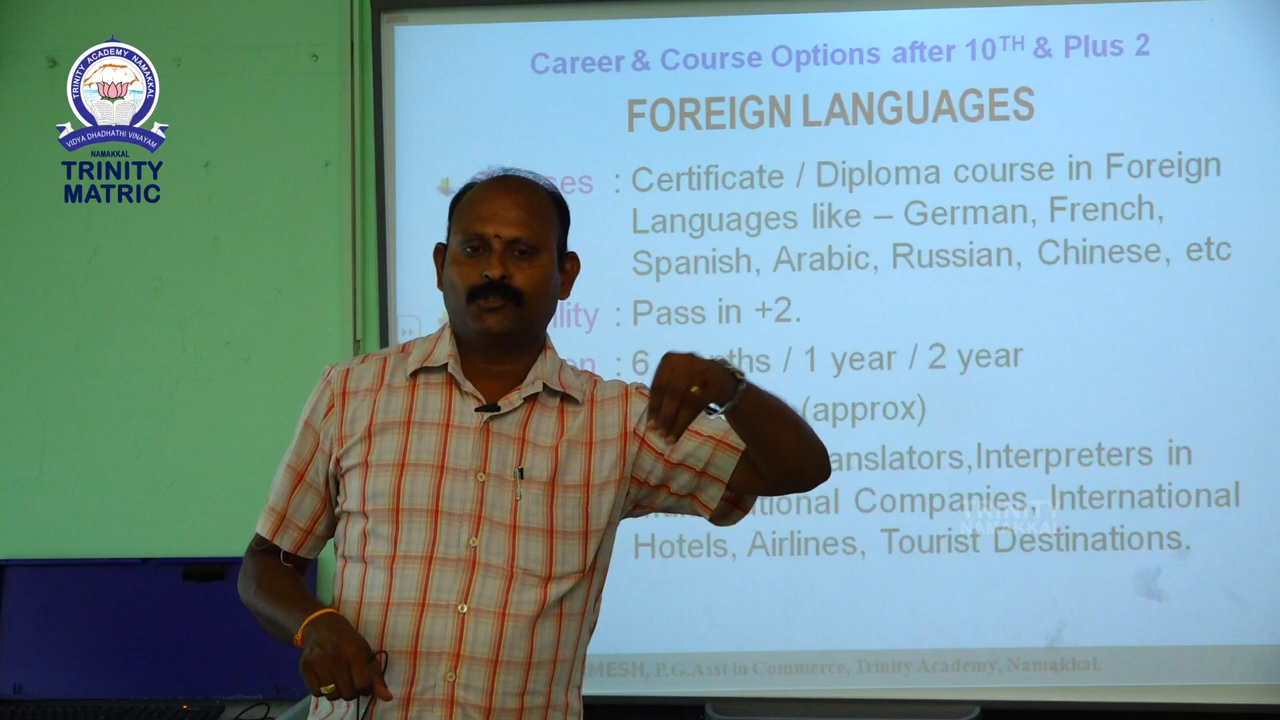 TRINITY ACADEMY NAMAKKAL
VIDYA DHADHATHI VINAYAM
NAMAKKAL
TRINITY
MATRIC
Career & Course Options after 10TH & Plus 2
FOREIGN LANGUAGES
: Certificate / Diploma course in Foreign
Languages like – German, French,
Spanish, Arabic, Russian, Chinese, etc
: Pass in +2.
: 6 / 1 year / 2 year
(approx)
Interpreters in
Companies, International
Hotels, Airlines, Tourist Destinations.
TRINITY
NAMAKKAL
P.G.Asst in Commerce, Trinity Academy, Namakkal.